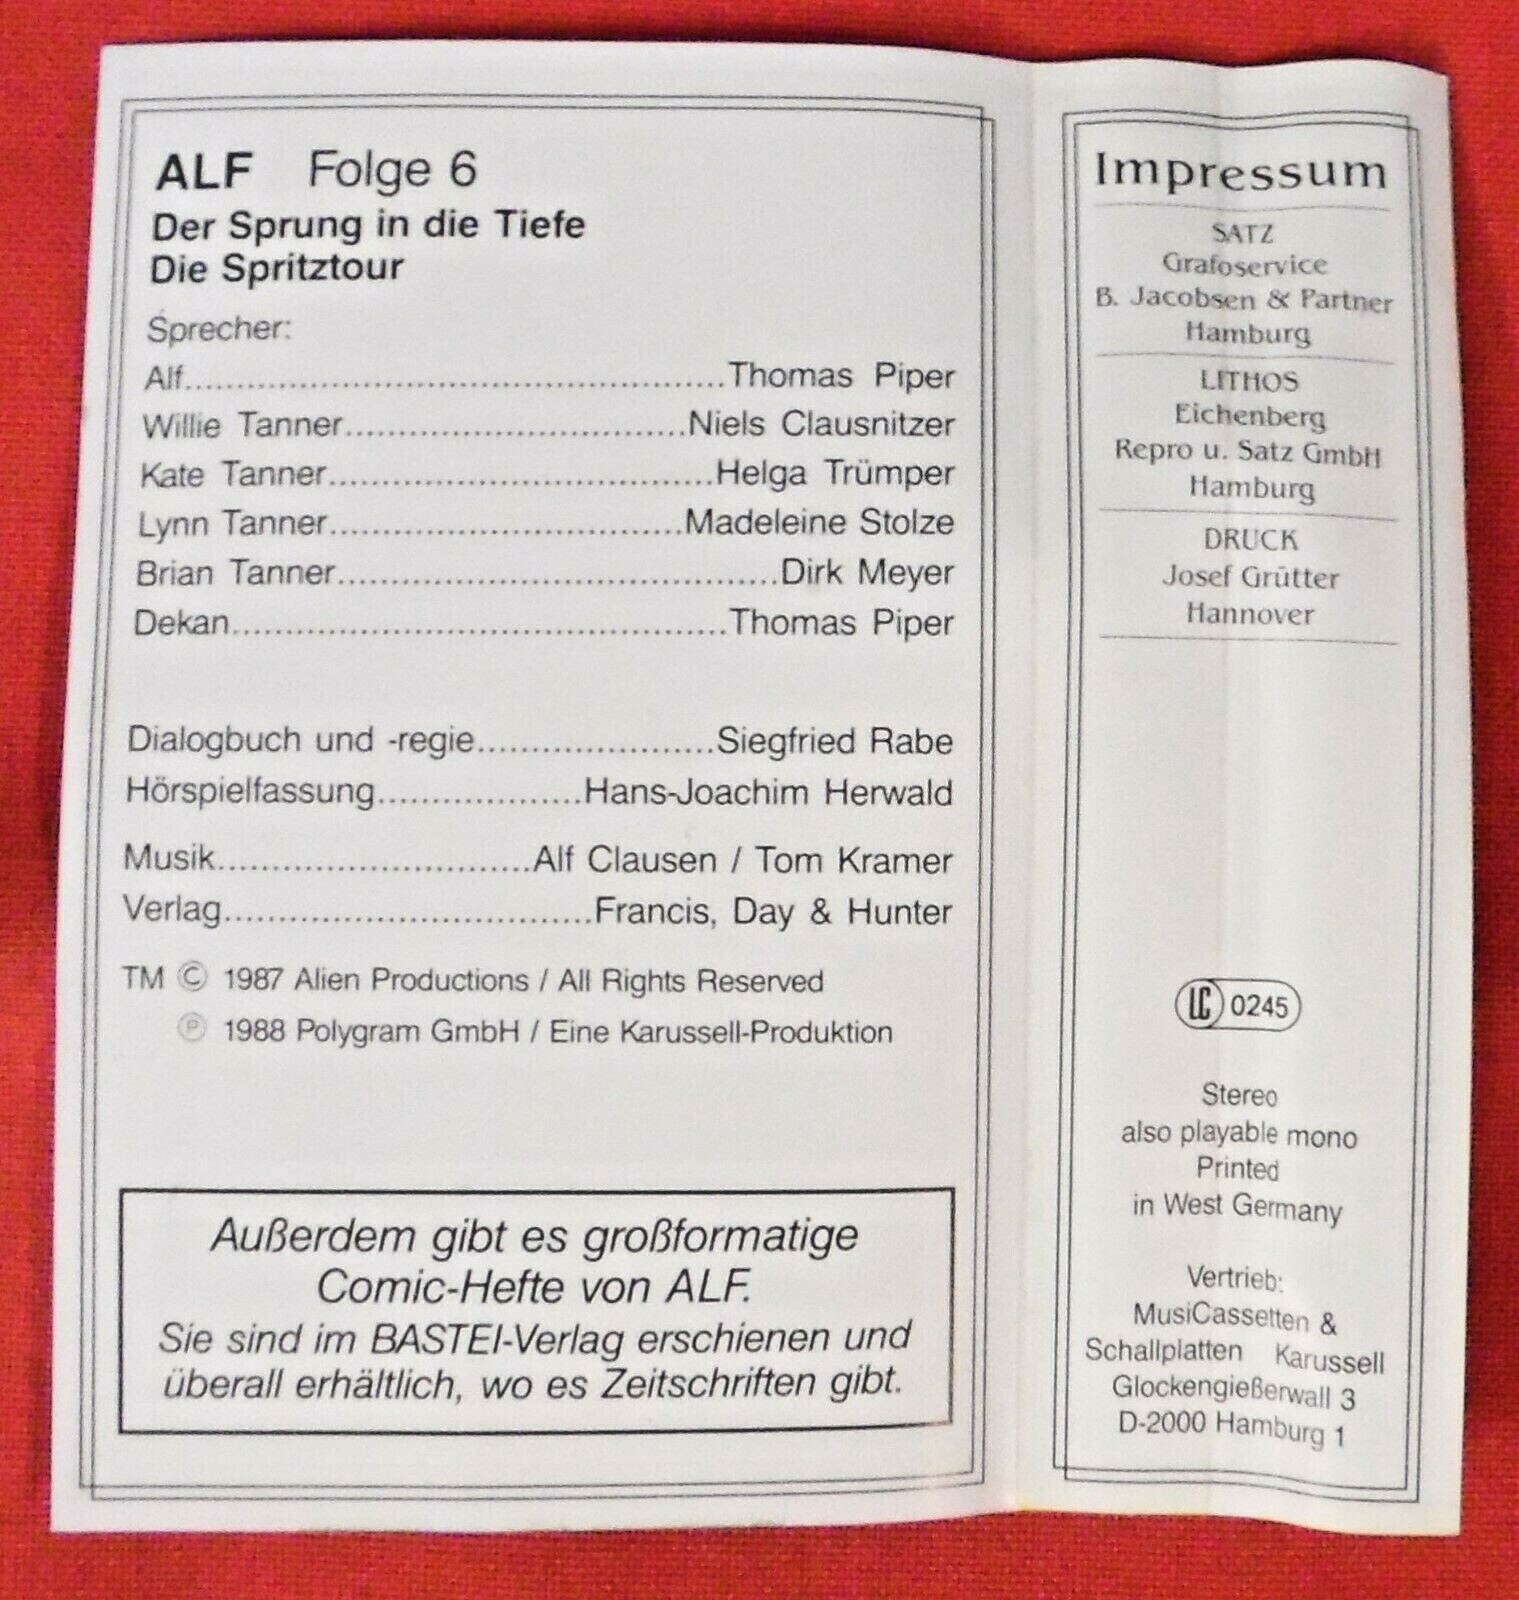 ALF Folge 6
Der Sprung in die Tiefe
Die Spritztour
Sprecher:
Alf......................................................Thomas Piper
Willie Tanner..................................Niels Clausnitzer
Kate Tanner......................................Helga Trümper
Lynn Tanner...................................Madeleine Stolze
Brian Tanner............................................Dirk Meyer
Dekan.................................................Thomas Piper
Dialogbuch und -regie.......................Siegfried Rabe
Hörspielfassung...................Hans-Joachim Herwald
Musik...............................Alf Clausen / Tom Kramer
Verlag....................................Francis, Day & Hunter
TM © 1987 Alien Productions / All Rights Reserved
℗ 1988 Polygram GmbH / Eine Karussell-Produktion
Außerdem gibt es großformatige
Comic-Hefte von ALF.
Sie sind im BASTEI-Verlag erschienen und
überall erhältlich, wo es Zeitschriften gibt.
Impressum
SATZ
Grafoservice
B. Jacobsen & Partner
Hamburg
LITHOS
Eichenberg
Repro u. Satz GmbH
Hamburg
DRUCK
Josef Grütter
Hannover
LC 0245
Stereo
also playable mono
Printed
in West Germany
Vertrieb:
MusiCassetten &
Schallplatten Karussell
Glockengießerwall 3
D-2000 Hamburg 1